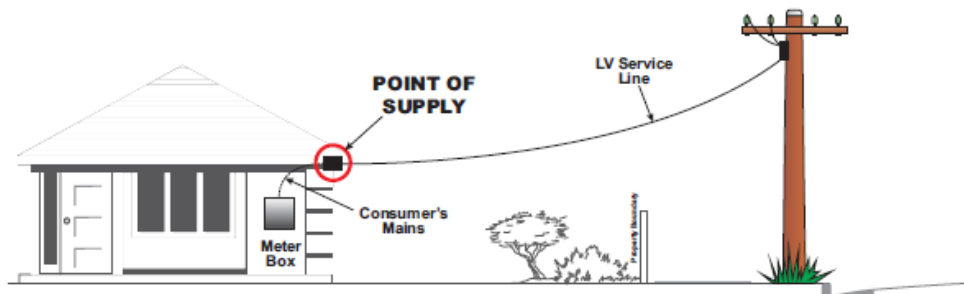 POINT OF
SUPPLY
LV Service
Line
Consumer's
Mains
Meter
Box
Property Boundary